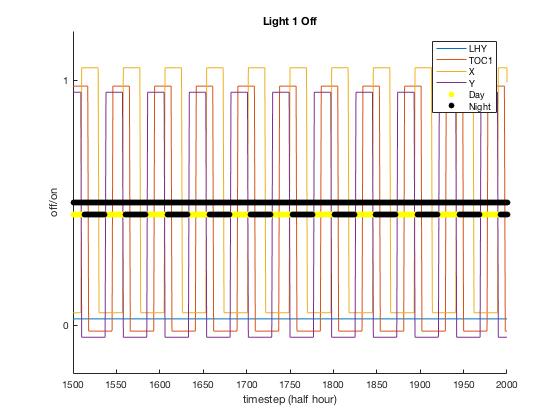 Light 1 Off
LHY
TOC1
X
Y
Day
Night
1
off/on
0
1500 1550 1600 1650 1700 1750 1800 1850 1900 1950 2000
timestep (half hour)